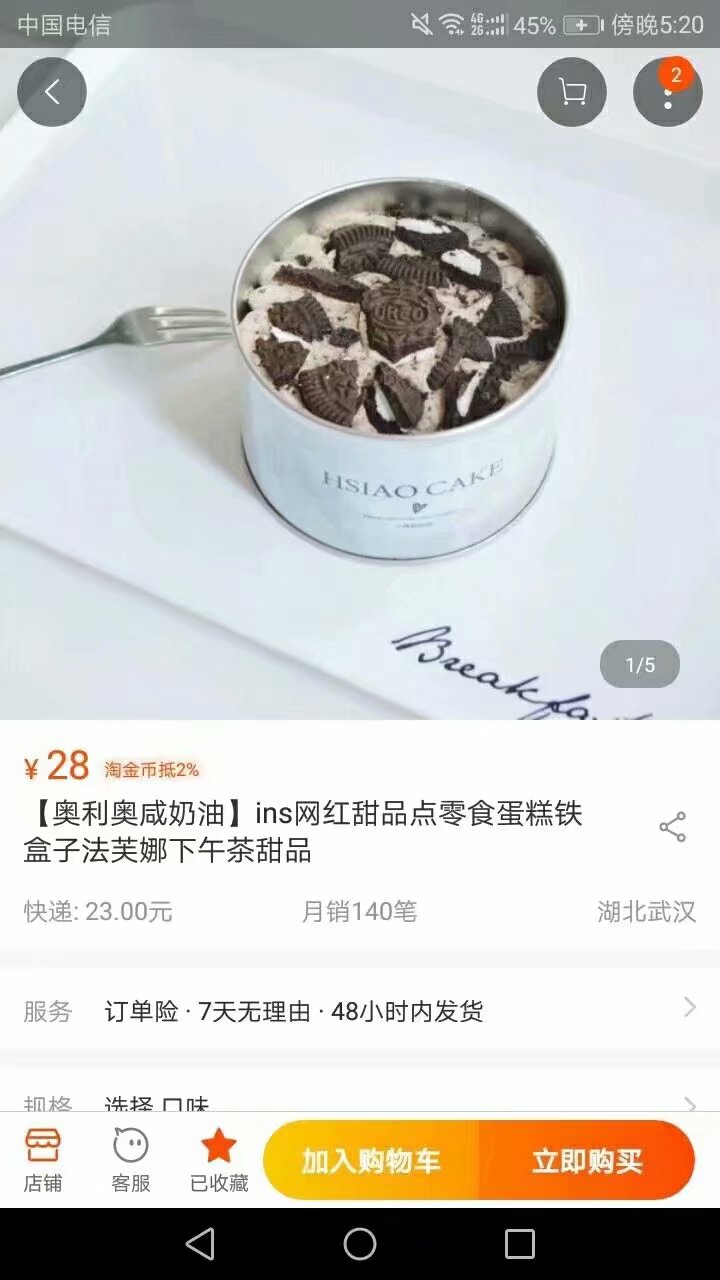 中国电信
4G
2G
45%
傍晚5:20
2
OREO
HSIAO CAKE
Breakfa
1/5
¥28 淘金币抵2%
【奥利奥咸奶油】ins网红甜品点零食蛋糕铁
盒子法芙娜下午茶甜品
快递: 23.00元
月销140笔
湖北武汉
服务 订单险 · 7天无理由 · 48小时内发货
规格 选择 口味
店铺
客服
已收藏
加入购物车
立即购买